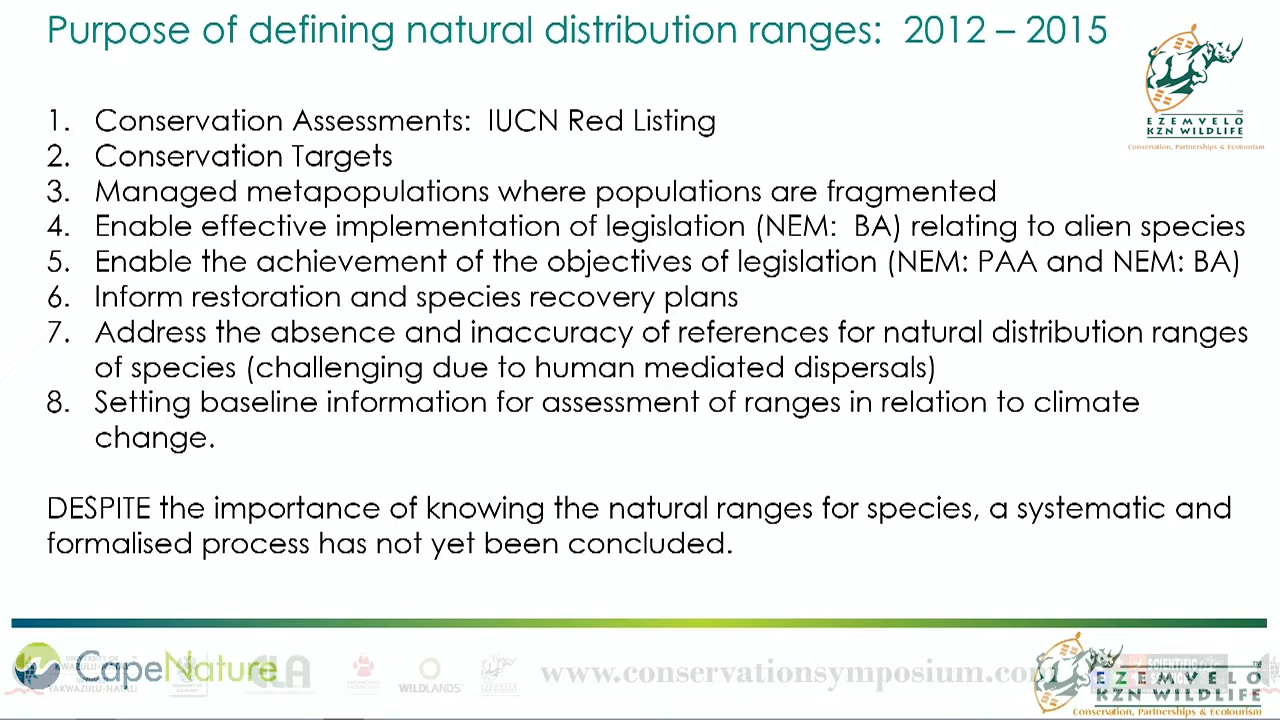 Purpose of defining natural distribution ranges: 2012 – 2015
EZEMVELO
KZN WILDLIFE
Conservation, Partnerships & Ecotourism
1. Conservation Assessments: IUCN Red Listing
2. Conservation Targets
3. Managed metapopulations where populations are fragmented
4. Enable effective implementation of legislation (NEM: BA) relating to alien species
5. Enable the achievement of the objectives of legislation (NEM: PAA and NEM: BA)
6. Inform restoration and species recovery plans
7. Address the absence and inaccuracy of references for natural distribution ranges
of species (challenging due to human mediated dispersals)
8. Setting baseline information for assessment of ranges in relation to climate
change.
DESPITE the importance of knowing the natural ranges for species, a systematic and
formalised process has not yet been concluded.
CapeNature
WILDLANDS
www.conservationsymposium.com
EZEMVELO
KZN WILDLIFE
Conservation, Partnerships & Ecotourism